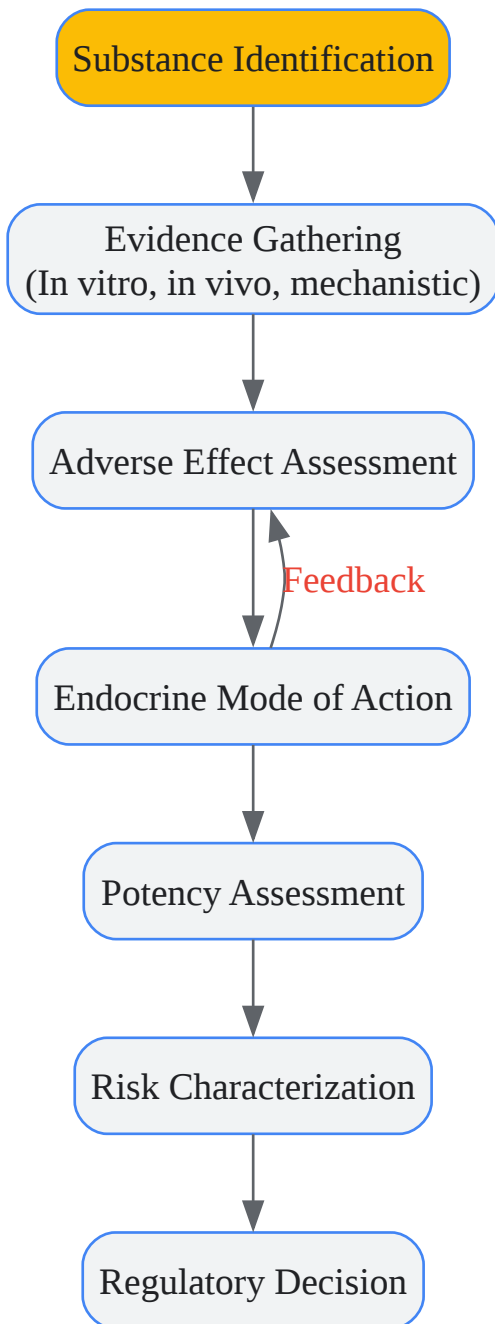 Substance Identification
Evidence Gathering
(In vitro, in vivo, mechanistic)
Adverse Effect Assessment
Feedback
Endocrine Mode of Action
Potency Assessment
Risk Characterization
Regulatory Decision